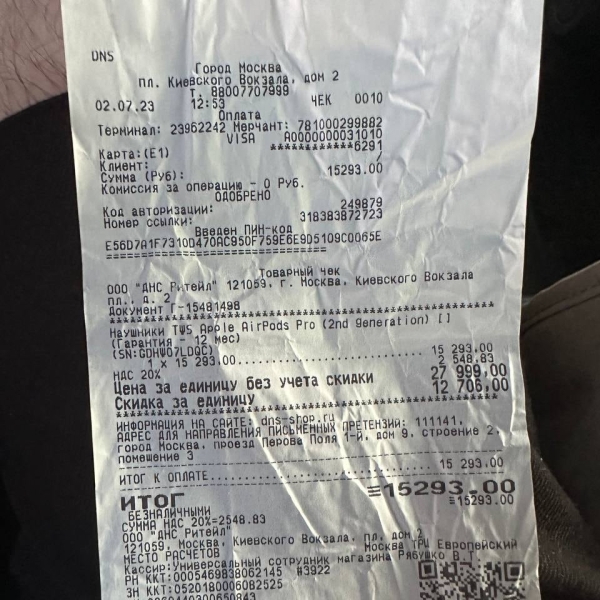 DNS
Город Москва
пл. Киевского Вокзала, дом 2
Т. 88007707999
02.07.23 12:53 ЧЕК 0010
Оплата
Терминал: 23962242 Мерчант: 781000299882
VISA A0000000031010
Карта:(E1) ************6291
Клиент: /
Сумма (Руб): 15293.00
Комиссия за операцию - 0 Руб.
ОДОБРЕНО
Код авторизации: 249879
Номер ссылки: 318383872723
Введен ПИН-код
E56D7A1F7310D470AC950F759E6E9D5109C0065E
Товарный чек
ООО "ДНС Ритейл" 121059, г. Москва, Киевского Вокзала
пл., д. 2
Документ Г-15481498
Наушники TWS Apple AirPods Pro (2nd Generation) []
(Гарантия - 12 мес)
(SN:GDHW07LDQC)
1 x 15 293.00 15 293.00
НДС 20% 2 548,83
Цена за единицу без учета скидки 27 999,00
Скидка за единицу 12 706,00
ИНФОРМАЦИЯ НА САЙТЕ: dns-shop.ru
АДРЕС ДЛЯ НАПРАВЛЕНИЯ ПИСЬМЕННЫХ ПРЕТЕНЗИЙ: 111141,
город Москва, проезд Перова Поля 1-й, дом 9, строение 2,
помещение 3
ИТОГ К ОПЛАТЕ 15 293.00
ИТОГ ≡15293.00
БЕЗНАЛИЧНЫМИ ≡15293.00
СУММА НДС 20%=2548.83
ООО "ДНС Ритейл"
121059, Москва, Киевского Вокзала, пл, дом 2
МЕСТО РАСЧЕТОВ Москва ТРЦ Европейский
Кассир:Универсальный сотрудник магазина Рябушко В.Т
РН ККТ:0005469838062145 #3922
ЗН ККТ:0520180006082525